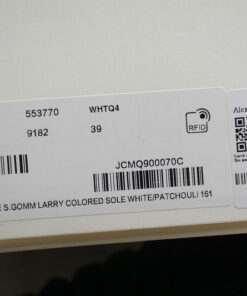 553770 WHTQ4
9182 39
RFID
JCMQ900070C
E S.GOMM LARRY COLORED SOLE WHITE/PATCHOULI 161
Alex